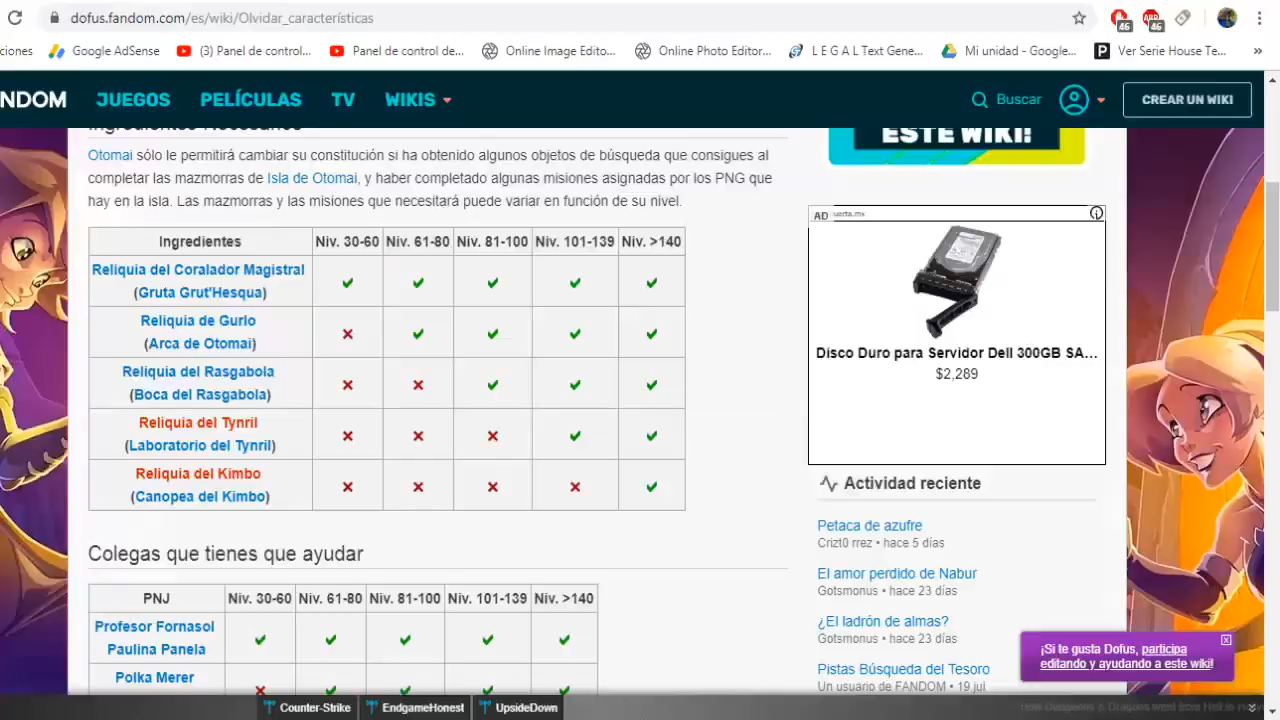 dofus.fandom.com/es/wiki/Olvidar_características
46
46
ciones
Google AdSense
(3) Panel de control...
Panel de control de...
Online Image Edito...
Online Photo Editor...
L E G A L Text Gene...
Mi unidad - Google...
Ver Serie House Te...
»
NDOM
JUEGOS
PELÍCULAS
TV
WIKIS
Buscar
CREAR UN WIKI
Ingredientes Necesarios
ESTE WIKI!
Otomai sólo le permitirá cambiar su constitución si ha obtenido algunos objetos de búsqueda que consigues al
completar las mazmorras de Isla de Otomai, y haber completado algunas misiones asignadas por los PNG que
hay en la isla. Las mazmorras y las misiones que necesitará puede variar en función de su nivel.
Ingredientes Niv. 30-60 Niv. 61-80 Niv. 81-100 Niv. 101-139 Niv. >140
Reliquia del Coralador Magistral
(Gruta Grut'Hesqua)
Reliquia de Gurlo
(Arca de Otomai)
Reliquia del Rasgabola
(Boca del Rasgabola)
Reliquia del Tynril
(Laboratorio del Tynril)
Reliquia del Kimbo
(Canopea del Kimbo)
AD
Disco Duro para Servidor Dell 300GB SA...
$2,289
Actividad reciente
Petaca de azufre
Crizt0 rrez • hace 5 días
El amor perdido de Nabur
Gotsmonus • hace 23 días
¿El ladrón de almas?
Gotsmonus • hace 23 días
Pistas Búsqueda del Tesoro
Un usuario de FANDOM • 19 jul
Colegas que tienes que ayudar
PNJ Niv. 30-60 Niv. 61-80 Niv. 81-100 Niv. 101-139 Niv. >140
Profesor Fornasol
Paulina Panela
Polka Merer
¡Si te gusta Dofus, participa
editando y ayudando a este wiki!
Counter-Strike
EndgameHonest
UpsideDown